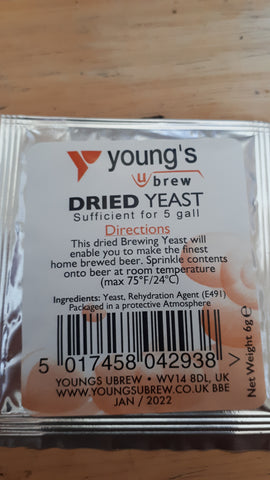 young's
u brew
DRIED YEAST
Sufficient for 5 gall
Directions
This dried Brewing Yeast will
enable you to make the finest
home brewed beer. Sprinkle contents
onto beer at room temperature
(max 75°F/24°C)
Ingredients: Yeast, Rehydration Agent (E491)
Packaged in a protective Atmosphere
5 017458 042938 >
YOUNGS UBREW • WV14 8DL, UK
WWW.YOUNGSUBREW.CO.UK BBE
JAN / 2022
Net Weight 6g e